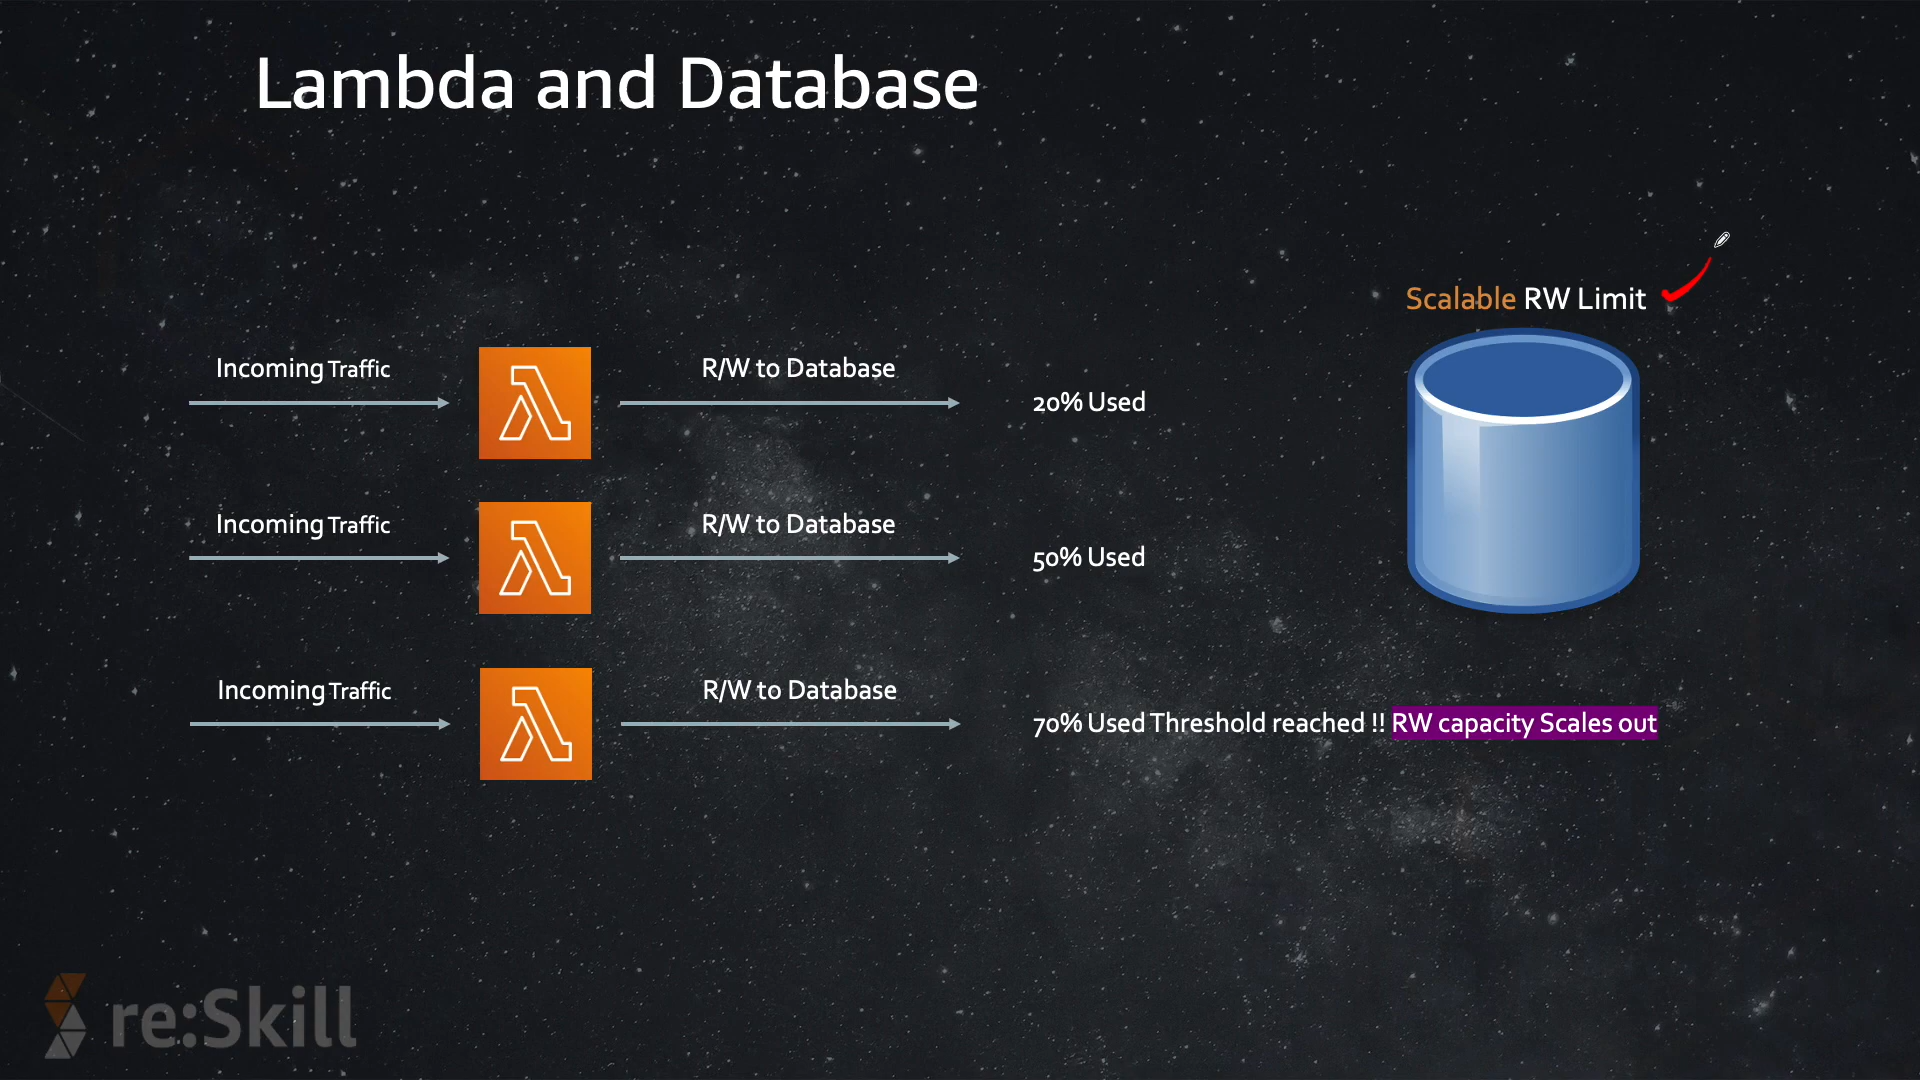 Lambda and Database
Scalable RW Limit
Incoming Traffic
R/W to Database
20% Used
Incoming Traffic
R/W to Database
50% Used
Incoming Traffic
R/W to Database
70% Used Threshold reached !! RW capacity Scales out
re:Skill